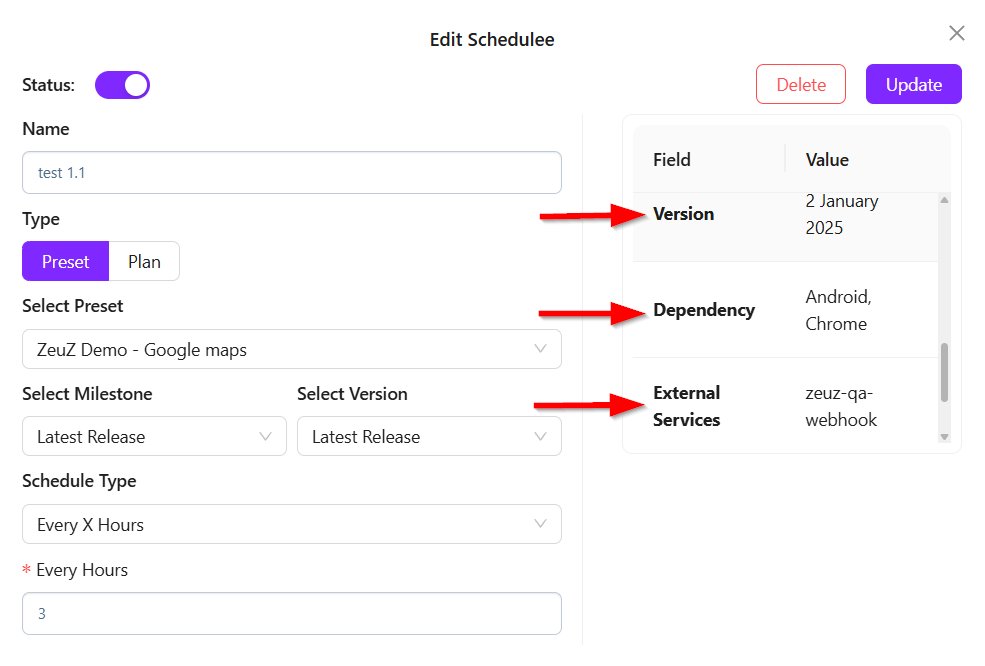 Edit Schedulee
Status:
Delete
Update
Name
test 1.1
Type
Preset
Plan
Select Preset
ZeuZ Demo - Google maps
Select Milestone
Select Version
Latest Release
Latest Release
Schedule Type
Every X Hours
* Every Hours
3
Field
Value
Version
2 January
2025
Dependency
Android,
Chrome
External
Services
zeuz-qa-
webhook